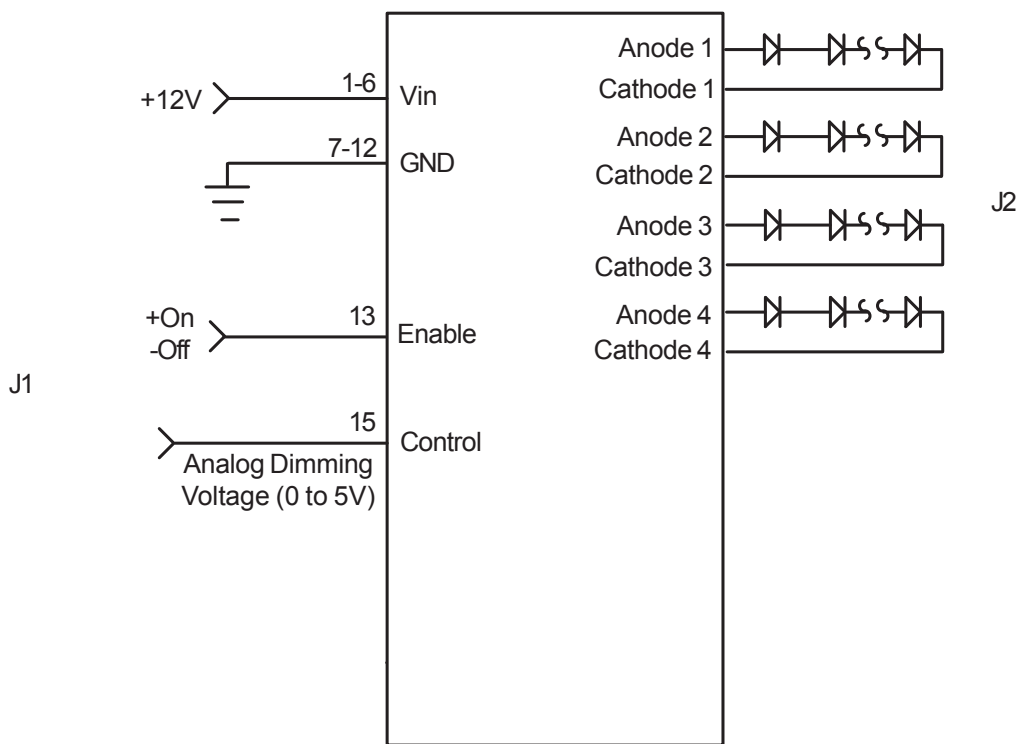 +12V
1-6
Vin
7-12
GND
+On
-Off
13
Enable
J1
15
Control
Analog Dimming
Voltage (0 to 5V)
Anode 1
Cathode 1
Anode 2
Cathode 2
Anode 3
Cathode 3
Anode 4
Cathode 4
J2